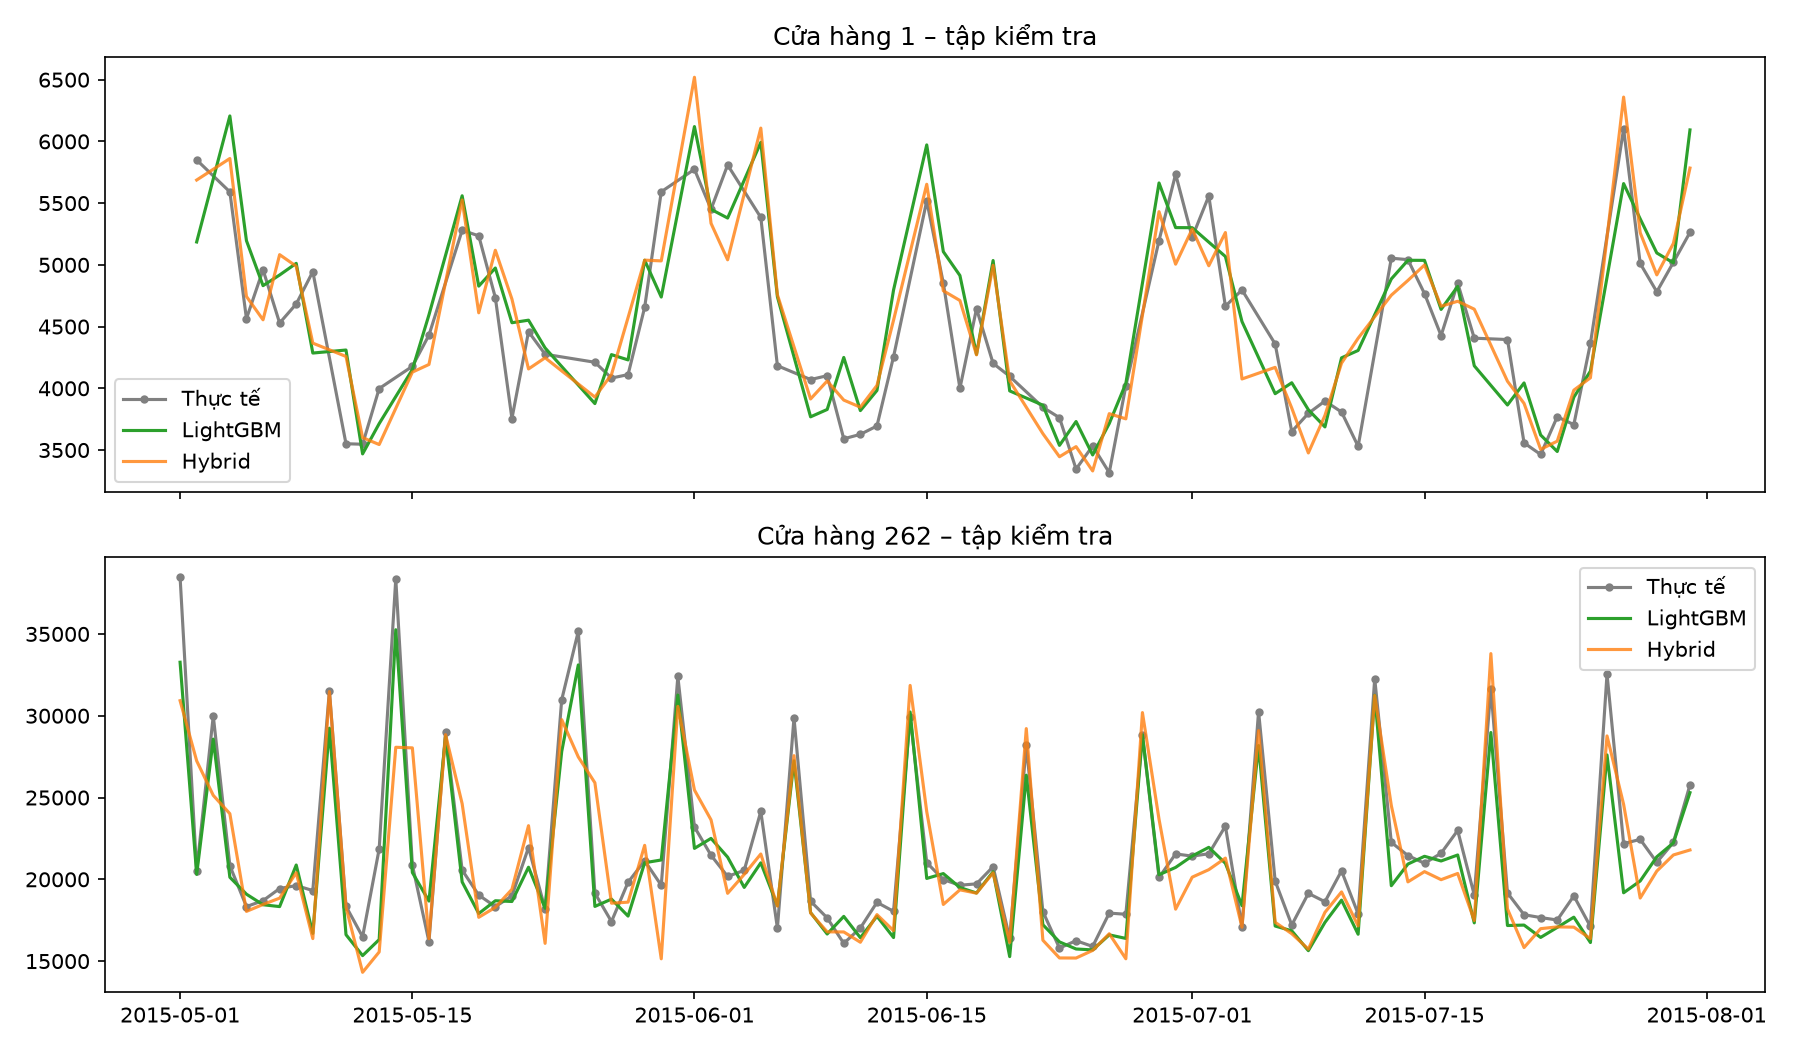 Cửa hàng 1 – tập kiểm tra
6500
6000
5500
5000
4500
4000
3500
Thực tế
LightGBM
Hybrid
Cửa hàng 262 – tập kiểm tra
35000
30000
25000
20000
15000
Thực tế
LightGBM
Hybrid
2015-05-01
2015-05-15
2015-06-01
2015-06-15
2015-07-01
2015-07-15
2015-08-01